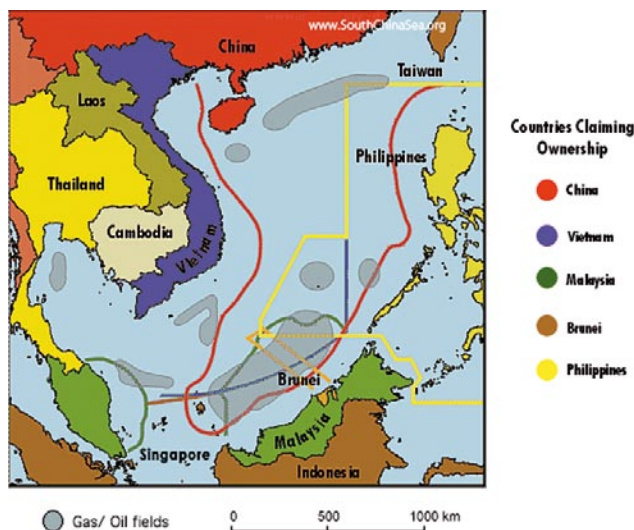 www.SouthChinaSea.org
China
Taiwan
Laos
Philippines
Thailand
Cambodia
Vietnam
Brunei
Malaysia
Singapore
Indonesia
Countries Claiming
Ownership
China
Vietnam
Malaysia
Brunei
Philippines
Gas/ Oil fields
0 500 1000 km